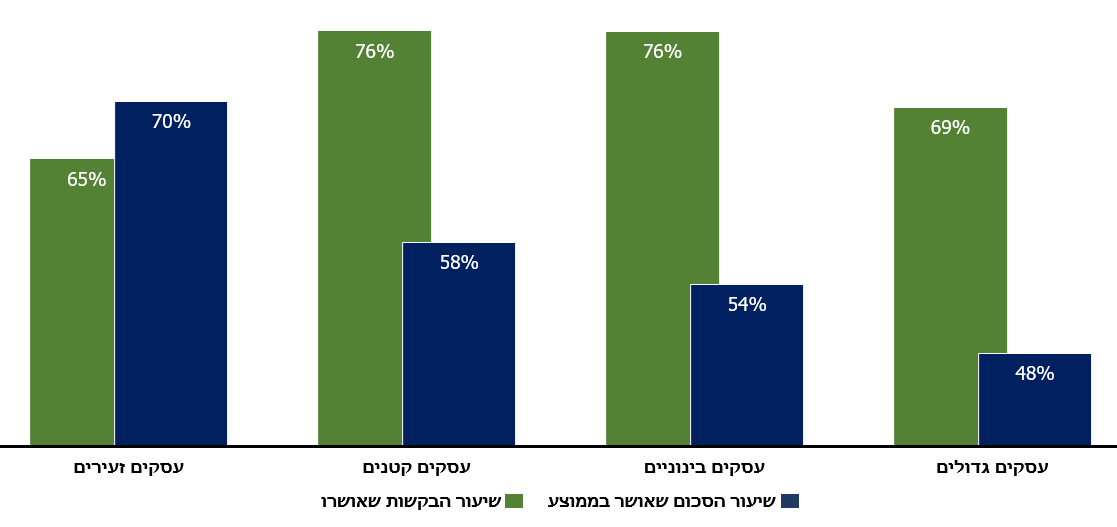 76%
76%
70%
69%
65%
58%
54%
48%
עסקים זעירים
עסקים קטנים
עסקים בינוניים
עסקים גדולים
שיעור הסכום שאושר בממוצע
שיעור הבקשות שאושרו